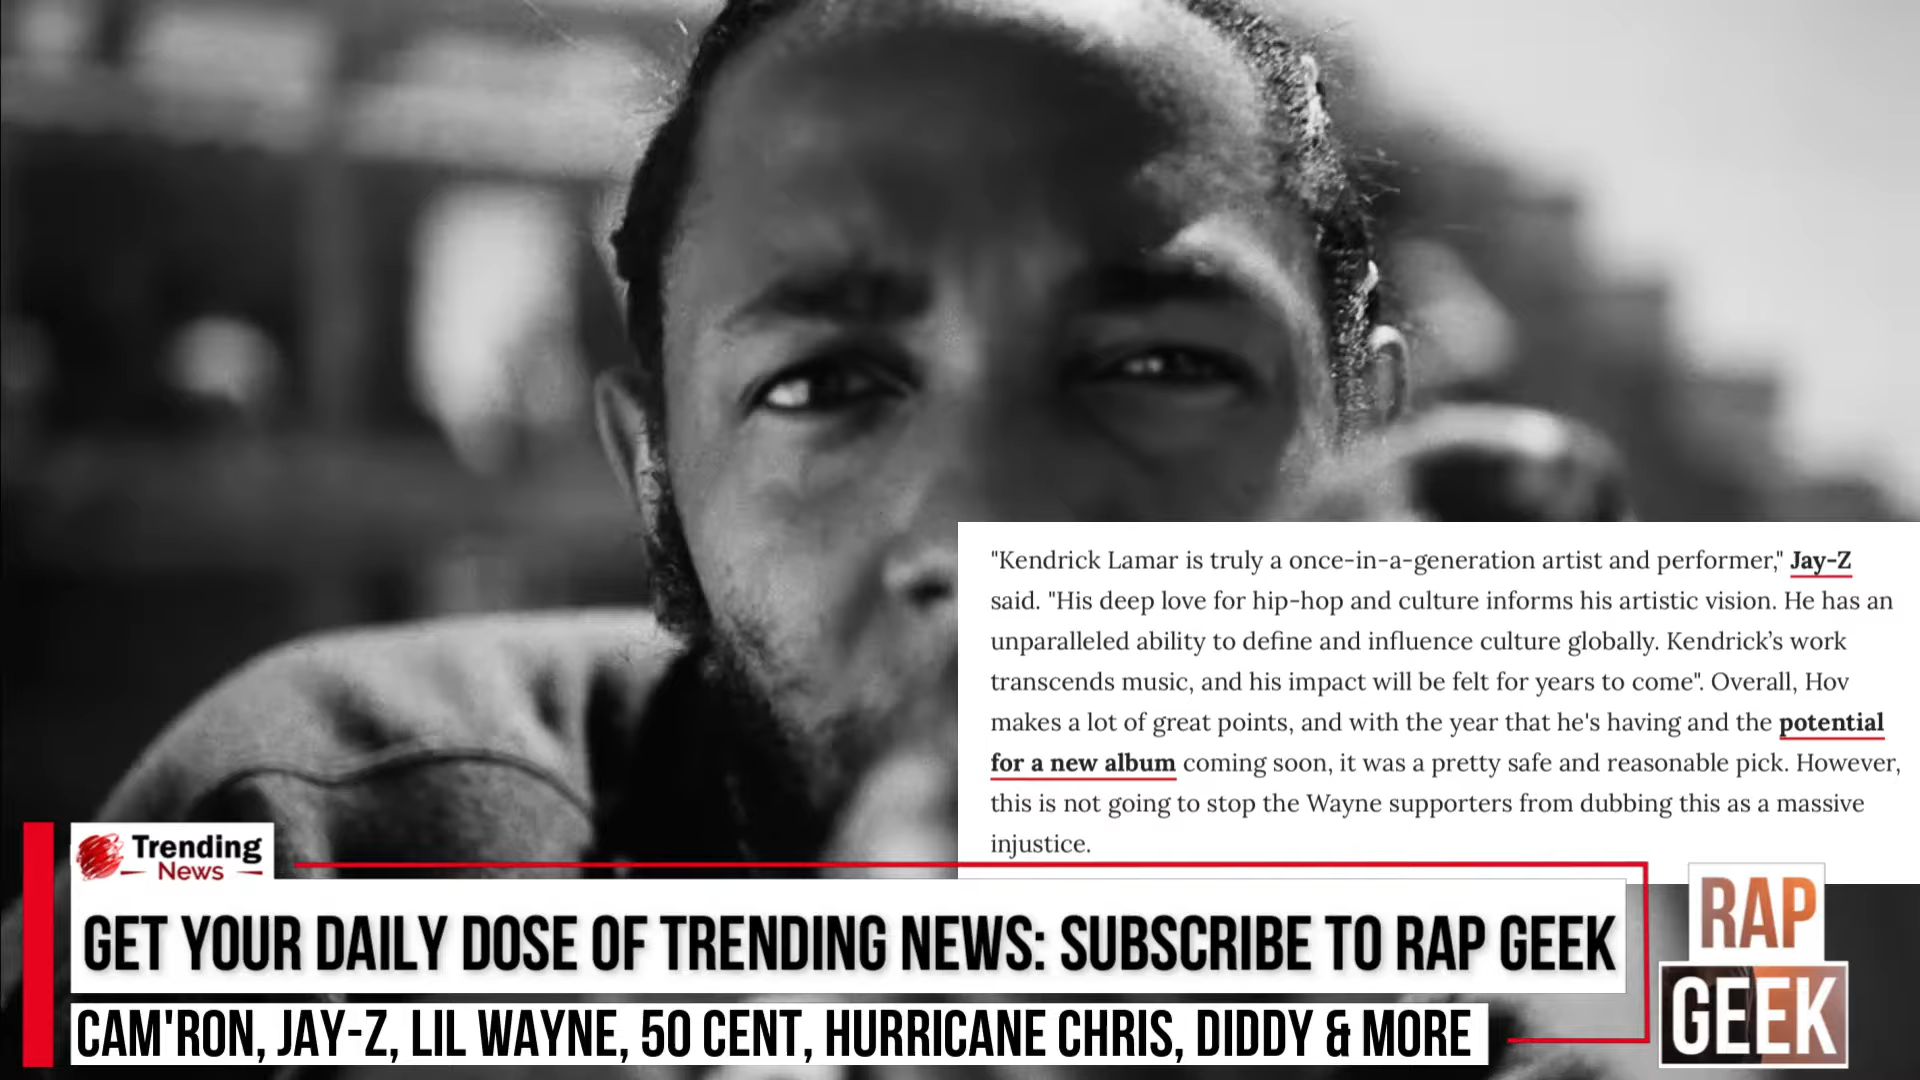 "Kendrick Lamar is truly a once-in-a-generation artist and performer," Jay-Z
said. "His deep love for hip-hop and culture informs his artistic vision. He has an
unparalleled ability to define and influence culture globally. Kendrick’s work
transcends music, and his impact will be felt for years to come". Overall, Hov
makes a lot of great points, and with the year that he's having and the potential
for a new album coming soon, it was a pretty safe and reasonable pick. However,
this is not going to stop the Wayne supporters from dubbing this as a massive
injustice.
Trending
News
GET YOUR DAILY DOSE OF TRENDING NEWS: SUBSCRIBE TO RAP GEEK
CAM'RON, JAY-Z, LIL WAYNE, 50 CENT, HURRICANE CHRIS, DIDDY & MORE
RAP
GEEK